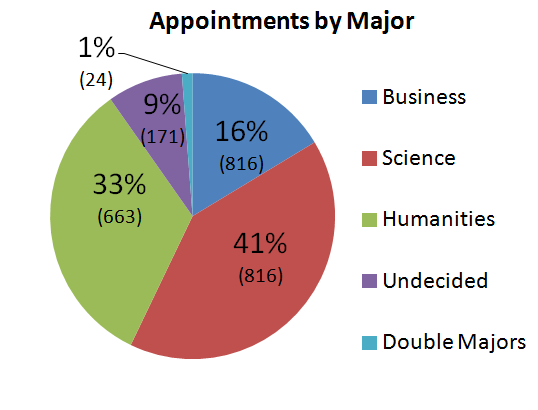 Appointments by Major
1%
(24)
9%
(171)
16%
(816)
33%
(663)
41%
(816)
Business
Science
Humanities
Undecided
Double Majors